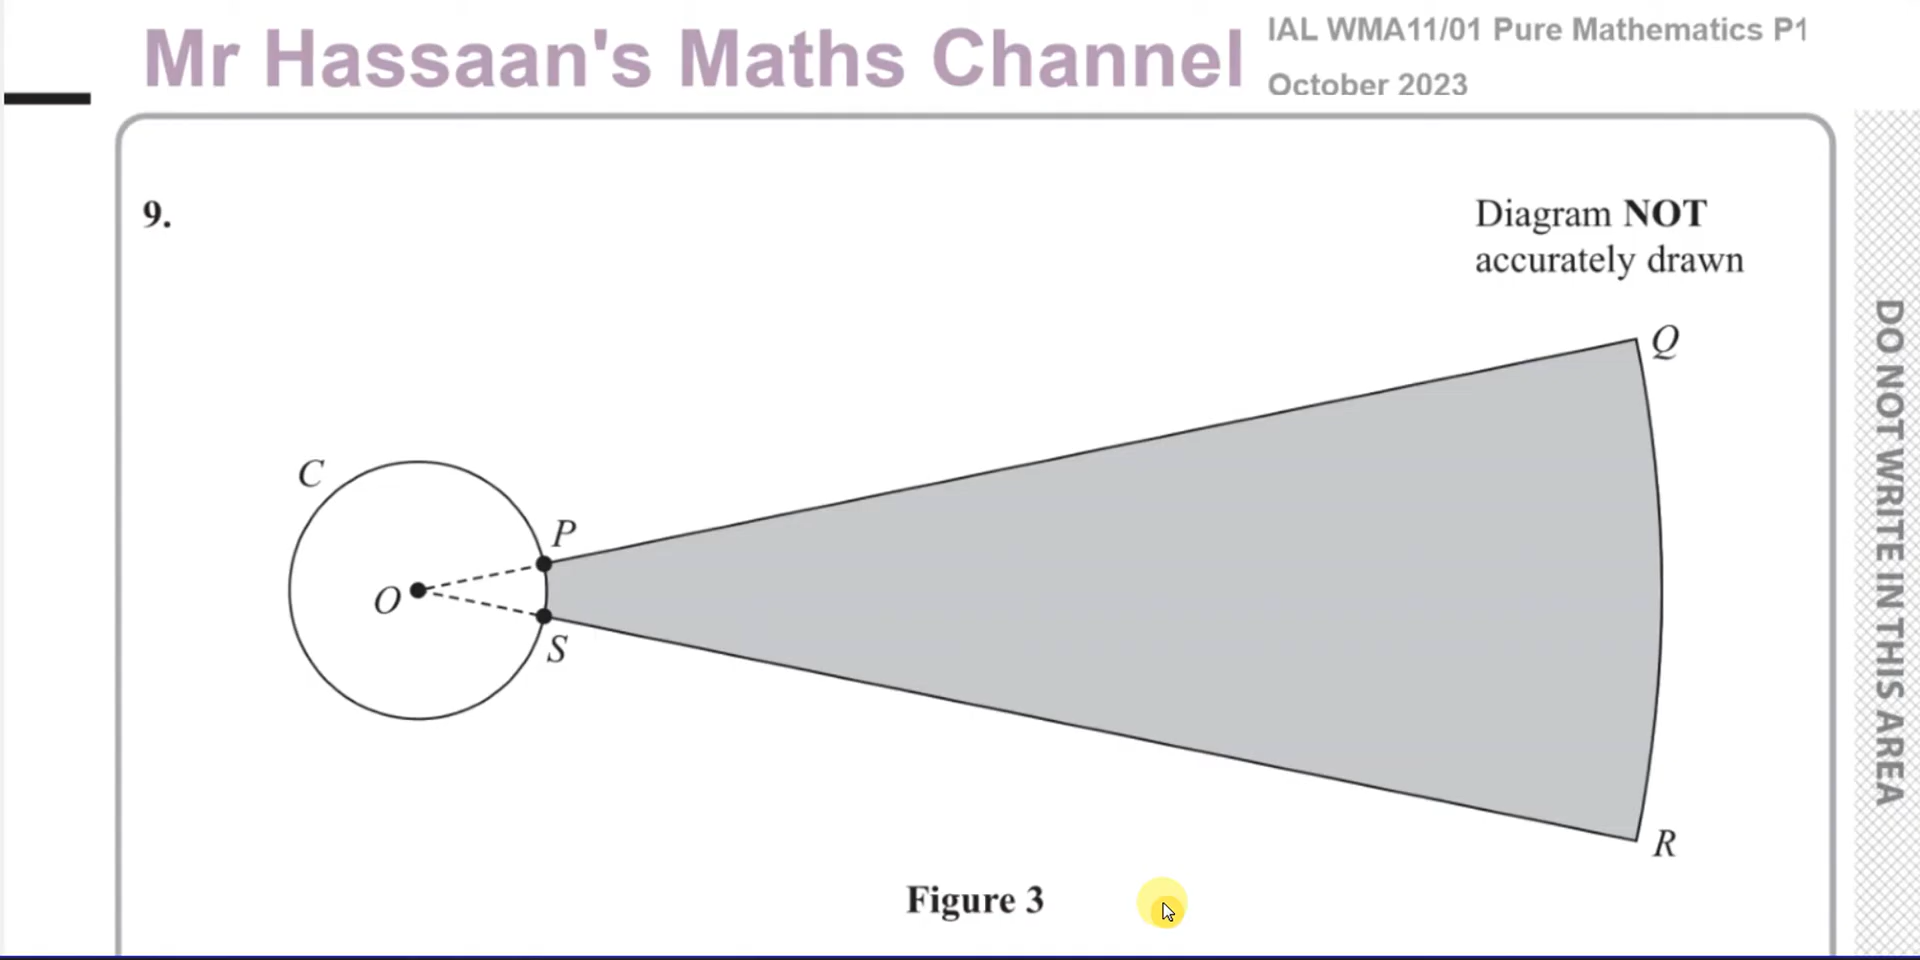 Mr Hassaan's Maths Channel
IAL WMA11/01 Pure Mathematics P1
October 2023
9.
Diagram NOT
accurately drawn
Q
C
P
O
S
R
Figure 3
DO NOT WRITE IN THIS AREA